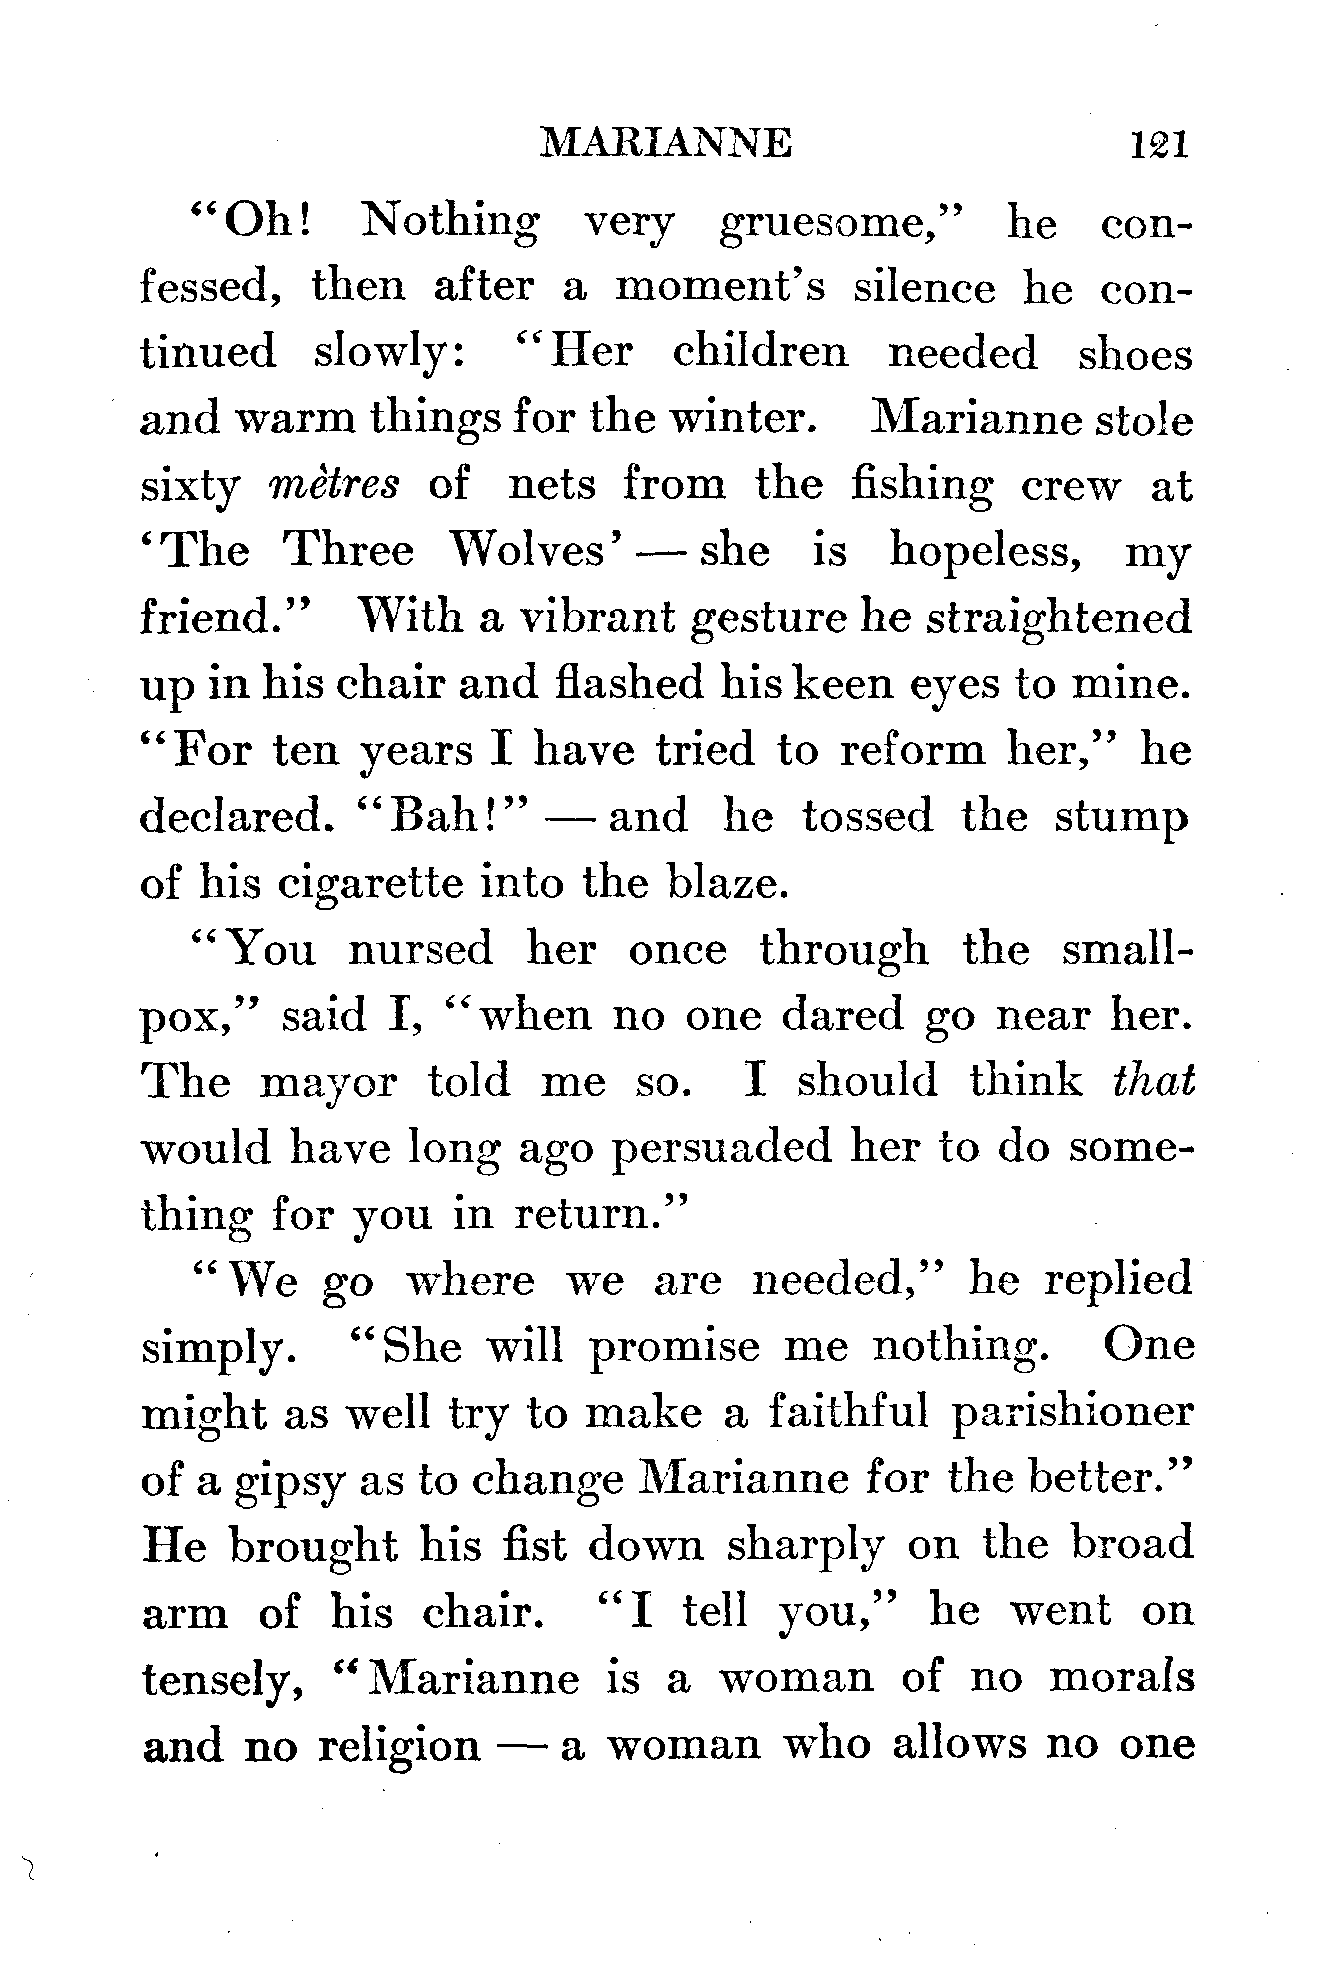 MARIANNE 121
“Oh! Nothing very gruesome,” he con-
fessed, then after a moment’s silence he con-
tinued slowly: “Her children needed shoes
and warm things for the winter. Marianne stole
sixty mètres of nets from the fishing crew at
‘The Three Wolves’ — she is hopeless, my
friend.” With a vibrant gesture he straightened
up in his chair and flashed his keen eyes to mine.
“For ten years I have tried to reform her,” he
declared. “Bah!” — and he tossed the stump
of his cigarette into the blaze.
“You nursed her once through the small-
pox,” said I, “when no one dared go near her.
The mayor told me so. I should think that
would have long ago persuaded her to do some-
thing for you in return.”
“We go where we are needed,” he replied
simply. “She will promise me nothing. One
might as well try to make a faithful parishioner
of a gipsy as to change Marianne for the better.”
He brought his fist down sharply on the broad
arm of his chair. “I tell you,” he went on
tensely, “Marianne is a woman of no morals
and no religion — a woman who allows no one